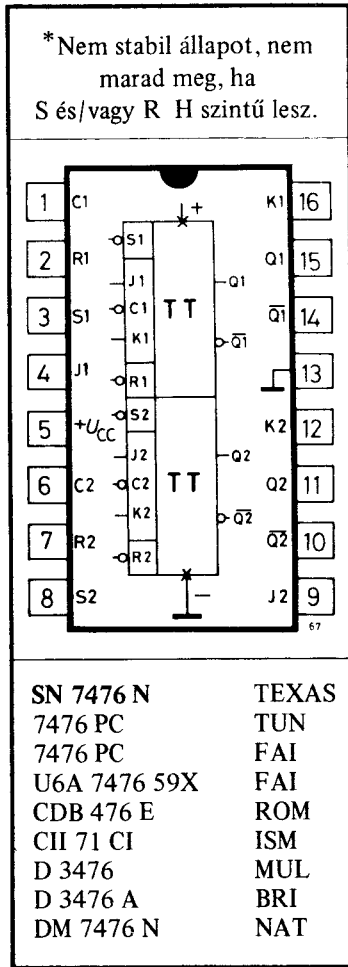 *Nem stabil állapot, nem
marad meg, ha
S és/vagy R H szintű lesz.
1 C1 K1 16
2 R1 Q1 15
3 S1 Q̅1̅ 14
4 J1 13
5 +UCC K2 12
6 C2 Q2 11
7 R2 Q̅2̅ 10
8 S2 J2 9
+
S1
J1
C1
K1
R1
TT
Q1
Q̅1̅
S2
J2
C2
K2
R2
TT
Q2
Q̅2̅
−
67
SN 7476 N TEXAS
7476 PC TUN
7476 PC FAI
U6A 7476 59X FAI
CDB 476 E ROM
CII 71 CI ISM
D 3476 MUL
D 3476 A BRI
DM 7476 N NAT